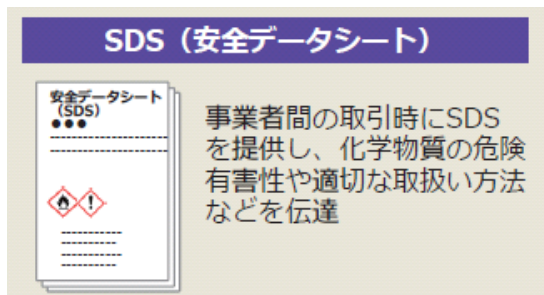 SDS（安全データシート）
安全データシート
（SDS）
●●●
事業者間の取引時にSDS
を提供し、化学物質の危険
有害性や適切な取扱い方法
などを伝達